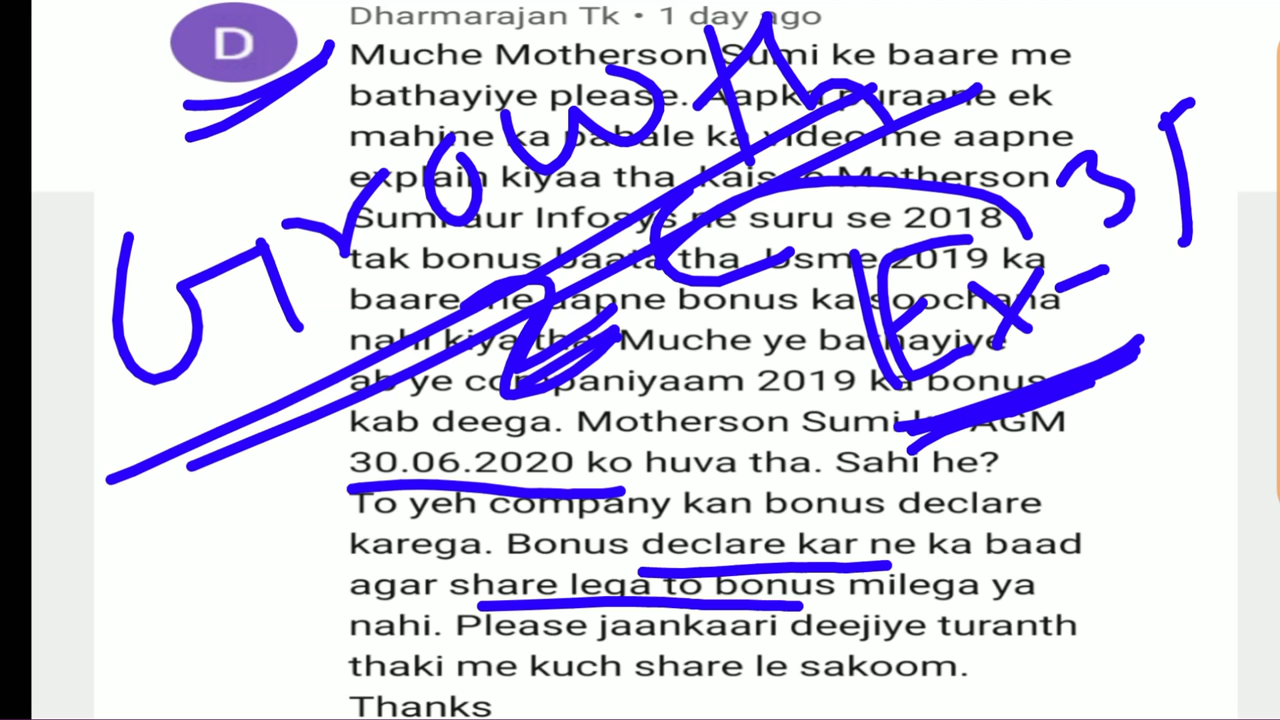 D
Dharmarajan Tk • 1 day ago
Muche Motherson Sumi ke baare me
bathayiye please. Aapka puraane ek
mahine ka pahale ka video me aapne
explain kiyaa tha, kaise Motherson
Sumi aur Infosys ne suru se 2018
tak bonus baata tha. Usme 2019 ka
baare me aapne bonus ka soochana
nahi kiya tha. Muche ye bathayiye
ab ye companiyaam 2019 ka bonus
kab deega. Motherson Sumi AGM
30.06.2020 ko huva tha. Sahi he?
To yeh company kan bonus declare
karega. Bonus declare kar ne ka baad
agar share lega to bonus milega ya
nahi. Please jaankaari deejiye turanth
thaki me kuch share le sakoom.
Thanks
Growth
Ex-